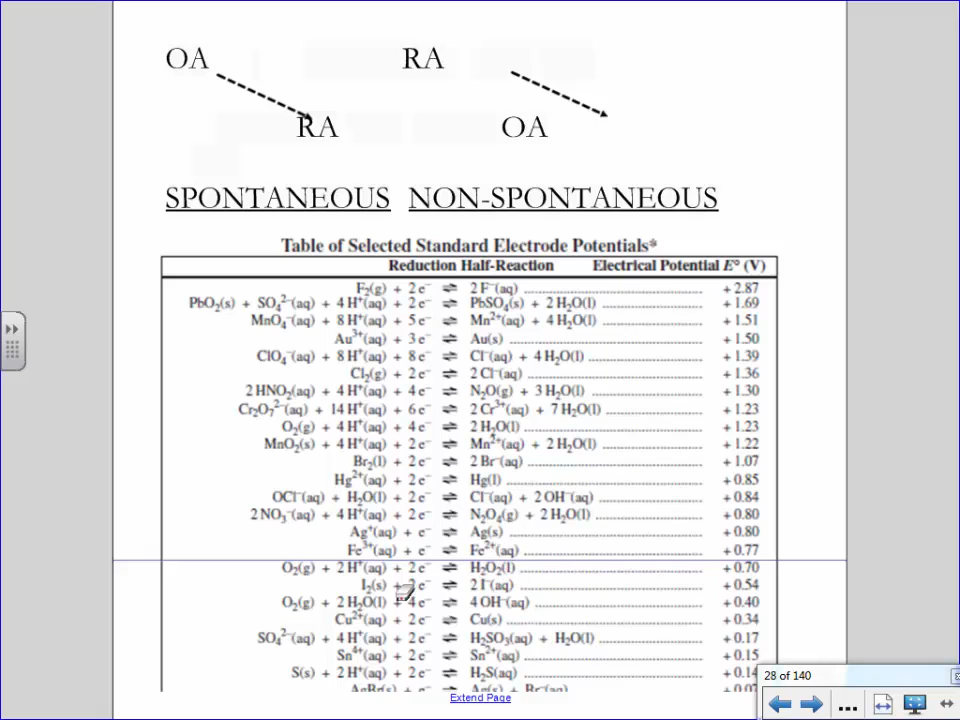 OA RA
RA OA
SPONTANEOUS NON-SPONTANEOUS
Table of Selected Standard Electrode Potentials*
Reduction Half-Reaction Electrical Potential E° (V)
F₂(g) + 2 e⁻ ⇌ 2 F⁻(aq) ........ + 2.87
PbO₂(s) + SO₄²⁻(aq) + 4 H⁺(aq) + 2 e⁻ ⇌ PbSO₄(s) + 2 H₂O(l) ........ + 1.69
MnO₄⁻(aq) + 8 H⁺(aq) + 5 e⁻ ⇌ Mn²⁺(aq) + 4 H₂O(l) ........ + 1.51
Au³⁺(aq) + 3 e⁻ ⇌ Au(s) ........ + 1.50
ClO₄⁻(aq) + 8 H⁺(aq) + 8 e⁻ ⇌ Cl⁻(aq) + 4 H₂O(l) ........ + 1.39
Cl₂(g) + 2 e⁻ ⇌ 2 Cl⁻(aq) ........ + 1.36
2 HNO₂(aq) + 4 H⁺(aq) + 4 e⁻ ⇌ N₂O(g) + 3 H₂O(l) ........ + 1.30
Cr₂O₇²⁻(aq) + 14 H⁺(aq) + 6 e⁻ ⇌ 2 Cr³⁺(aq) + 7 H₂O(l) ........ + 1.23
O₂(g) + 4 H⁺(aq) + 4 e⁻ ⇌ 2 H₂O(l) ........ + 1.23
MnO₂(s) + 4 H⁺(aq) + 2 e⁻ ⇌ Mn²⁺(aq) + 2 H₂O(l) ........ + 1.22
Br₂(l) + 2 e⁻ ⇌ 2 Br⁻(aq) ........ + 1.07
Hg²⁺(aq) + 2 e⁻ ⇌ Hg(l) ........ + 0.85
OCl⁻(aq) + H₂O(l) + 2 e⁻ ⇌ Cl⁻(aq) + 2 OH⁻(aq) ........ + 0.84
2 NO₃⁻(aq) + 4 H⁺(aq) + 2 e⁻ ⇌ N₂O₄(g) + 2 H₂O(l) ........ + 0.80
Ag⁺(aq) + e⁻ ⇌ Ag(s) ........ + 0.80
Fe³⁺(aq) + e⁻ ⇌ Fe²⁺(aq) ........ + 0.77
O₂(g) + 2 H⁺(aq) + 2 e⁻ ⇌ H₂O₂(l) ........ + 0.70
I₂(s) + 2 e⁻ ⇌ 2 I⁻(aq) ........ + 0.54
O₂(g) + 2 H₂O(l) + 4 e⁻ ⇌ 4 OH⁻(aq) ........ + 0.40
Cu²⁺(aq) + 2 e⁻ ⇌ Cu(s) ........ + 0.34
SO₄²⁻(aq) + 4 H⁺(aq) + 2 e⁻ ⇌ H₂SO₃(aq) + H₂O(l) ........ + 0.17
Sn⁴⁺(aq) + 2 e⁻ ⇌ Sn²⁺(aq) ........ + 0.15
S(s) + 2 H⁺(aq) + 2 e⁻ ⇌ H₂S(aq) ........ + 0.14
AgBr(s) + e⁻ ⇌ Ag(s) + Br⁻(aq) ........ + 0.07
Extend Page
28 of 140